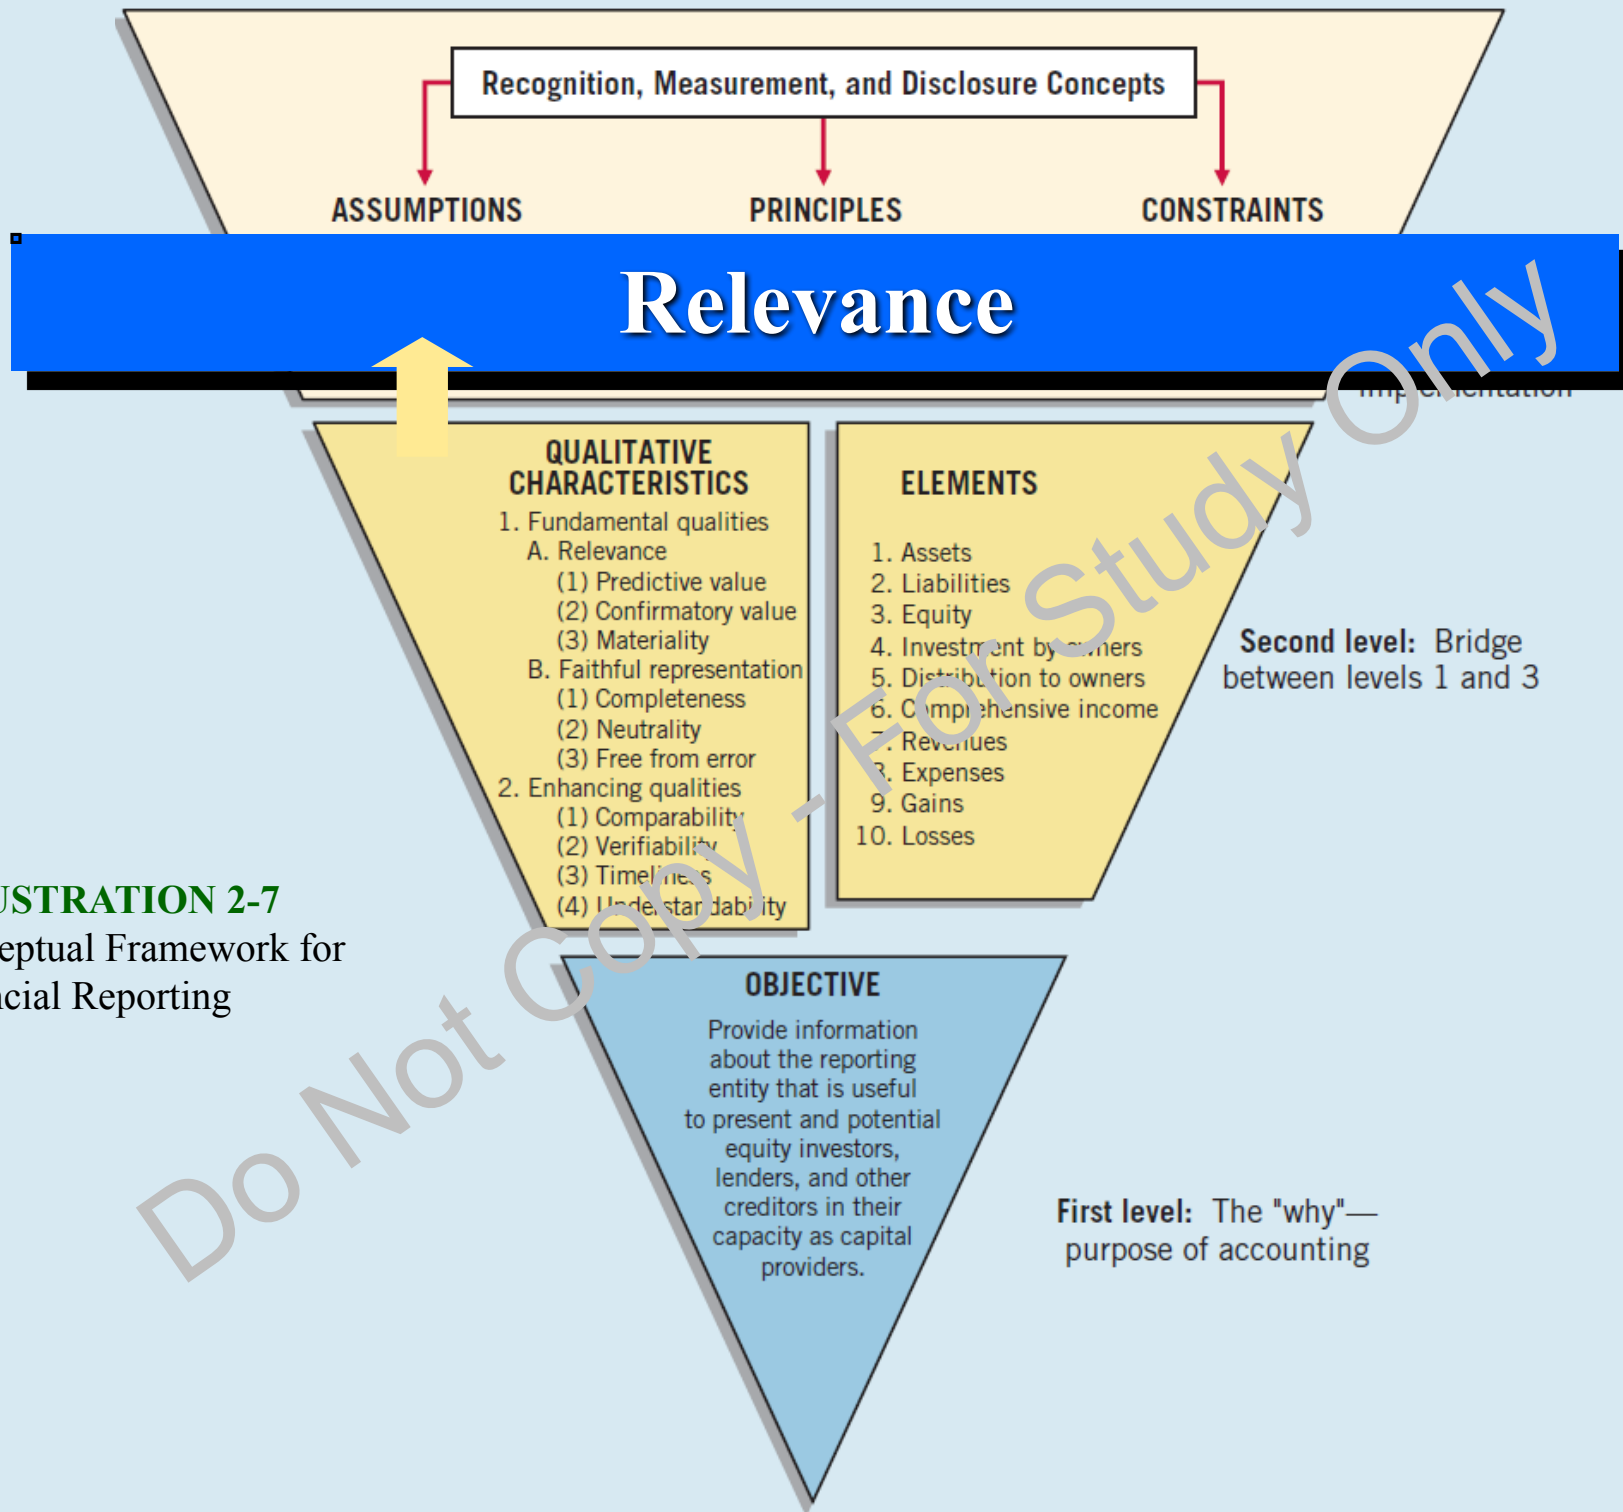 Recognition, Measurement, and Disclosure Concepts
ASSUMPTIONS
PRINCIPLES
CONSTRAINTS
Relevance
implementation
QUALITATIVE
CHARACTERISTICS
1. Fundamental qualities
A. Relevance
(1) Predictive value
(2) Confirmatory value
(3) Materiality
B. Faithful representation
(1) Completeness
(2) Neutrality
(3) Free from error
2. Enhancing qualities
(1) Comparability
(2) Verifiability
(3) Timeliness
(4) Understandability
ELEMENTS
1. Assets
2. Liabilities
3. Equity
4. Investment by owners
5. Distribution to owners
6. Comprehensive income
7. Revenues
8. Expenses
9. Gains
10. Losses
Second level: Bridge
between levels 1 and 3
USTRATION 2-7
eptual Framework for
ncial Reporting
OBJECTIVE
Provide information
about the reporting
entity that is useful
to present and potential
equity investors,
lenders, and other
creditors in their
capacity as capital
providers.
First level: The "why"—
purpose of accounting
Do Not Copy - For Study Only